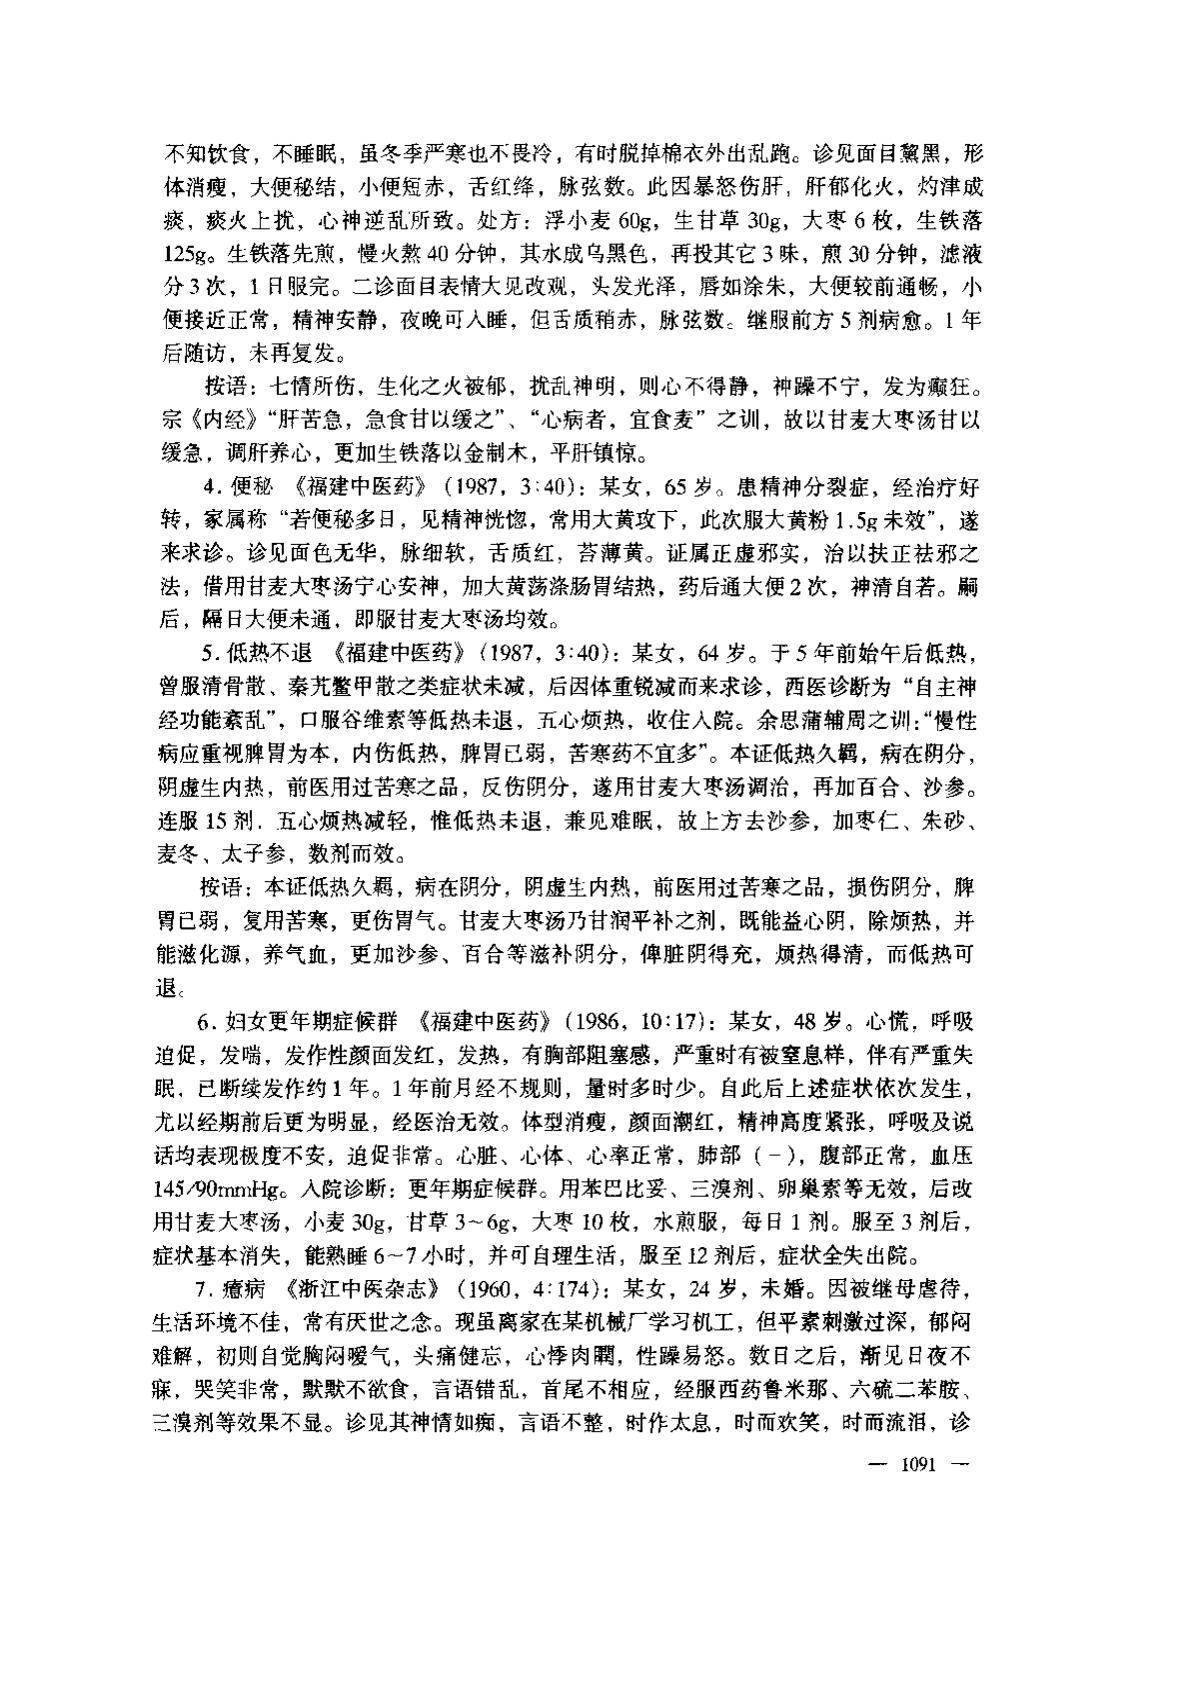 不知饮食，不睡眠，虽冬季严寒也不畏冷，有时脱掉棉衣外出乱跑。诊见面目黧黑，形
体消瘦，大便秘结，小便短赤，舌红绛，脉弦数。此因暴怒伤肝，肝郁化火，灼津成
痰，痰火上扰，心神逆乱所致。处方：浮小麦 60g，生甘草 30g，大枣 6 枚，生铁落
125g。生铁落先煎，慢火熬 40 分钟，其水成乌黑色，再投其它 3 味，煎 30 分钟，滤液
分 3 次，1 日服完。二诊面目表情大见改观，头发光泽，唇如涂朱，大便较前通畅，小
便接近正常，精神安静，夜晚可入睡，但舌质稍赤，脉弦数。继服前方 5 剂病愈。1 年
后随访，未再复发。
按语：七情所伤，生化之火被郁，扰乱神明，则心不得静，神躁不宁，发为癫狂。
宗《内经》“肝苦急，急食甘以缓之”、“心病者，宜食麦”之训，故以甘麦大枣汤甘以
缓急，调肝养心，更加生铁落以金制木，平肝镇惊。
4. 便秘 《福建中医药》（1987，3:40）：某女，65 岁。患精神分裂症，经治疗好
转，家属称“若便秘多日，见精神恍惚，常用大黄攻下，此次服大黄粉 1.5g 未效”，遂
来求诊。诊见面色无华，脉细软，舌质红，苔薄黄。证属正虚邪实，治以扶正祛邪之
法，借用甘麦大枣汤宁心安神，加大黄荡涤肠胃结热，药后通大便 2 次，神清自若。嗣
后，隔日大便未通，即服甘麦大枣汤均效。
5. 低热不退 《福建中医药》（1987，3:40）：某女，64 岁。于 5 年前始午后低热，
曾服清骨散、秦艽鳖甲散之类症状未减，后因体重锐减而来求诊，西医诊断为“自主神
经功能紊乱”，口服谷维素等低热未退，五心烦热，收住入院。余思蒲辅周之训：“慢性
病应重视脾胃为本，内伤低热，脾胃已弱，苦寒药不宜多”。本证低热久羁，病在阴分，
阴虚生内热，前医用过苦寒之品，反伤阴分，遂用甘麦大枣汤调治，再加百合、沙参。
连服 15 剂．五心烦热减轻，惟低热未退，兼见难眠，故上方去沙参，加枣仁、朱砂、
麦冬、太子参，数剂而效。
按语：本证低热久羁，病在阴分，阴虚生内热，前医用过苦寒之品，损伤阴分，脾
胃已弱，复用苦寒，更伤胃气。甘麦大枣汤乃甘润平补之剂，既能益心阴，除烦热，并
能滋化源，养气血，更加沙参、百合等滋补阴分，俾脏阴得充，烦热得清，而低热可
退。
6. 妇女更年期症候群 《福建中医药》（1986，10:17）：某女，48 岁。心慌，呼吸
迫促，发喘，发作性颜面发红，发热，有胸部阻塞感，严重时有被窒息样，伴有严重失
眠，已断续发作约 1 年。1 年前月经不规则，量时多时少。自此后上述症状依次发生，
尤以经期前后更为明显，经医治无效。体型消瘦，颜面潮红，精神高度紧张，呼吸及说
话均表现极度不安，迫促非常。心脏、心体、心率正常，肺部（－），腹部正常，血压
145/90mmHg。入院诊断：更年期症候群。用苯巴比妥、三溴剂、卵巢素等无效，后改
用甘麦大枣汤，小麦 30g，甘草 3～6g，大枣 10 枚，水煎服，每日 1 剂。服至 3 剂后，
症状基本消失，能熟睡 6～7 小时，并可自理生活，服至 12 剂后，症状全失出院。
7. 癔病 《浙江中医杂志》（1960，4:174）：某女，24 岁，未婚。因被继母虐待，
生活环境不佳，常有厌世之念。现虽离家在某机械厂学习机工，但平素刺激过深，郁闷
难解，初则自觉胸闷嗳气，头痛健忘，心悸肉瞤，性躁易怒。数日之后，渐见日夜不
寐，哭笑非常，默默不欲食，言语错乱，首尾不相应，经服西药鲁米那、六硫二苯胺、
三溴剂等效果不显。诊见其神情如痴，言语不整，时作太息，时而欢笑，时而流泪，诊
— 1091 —